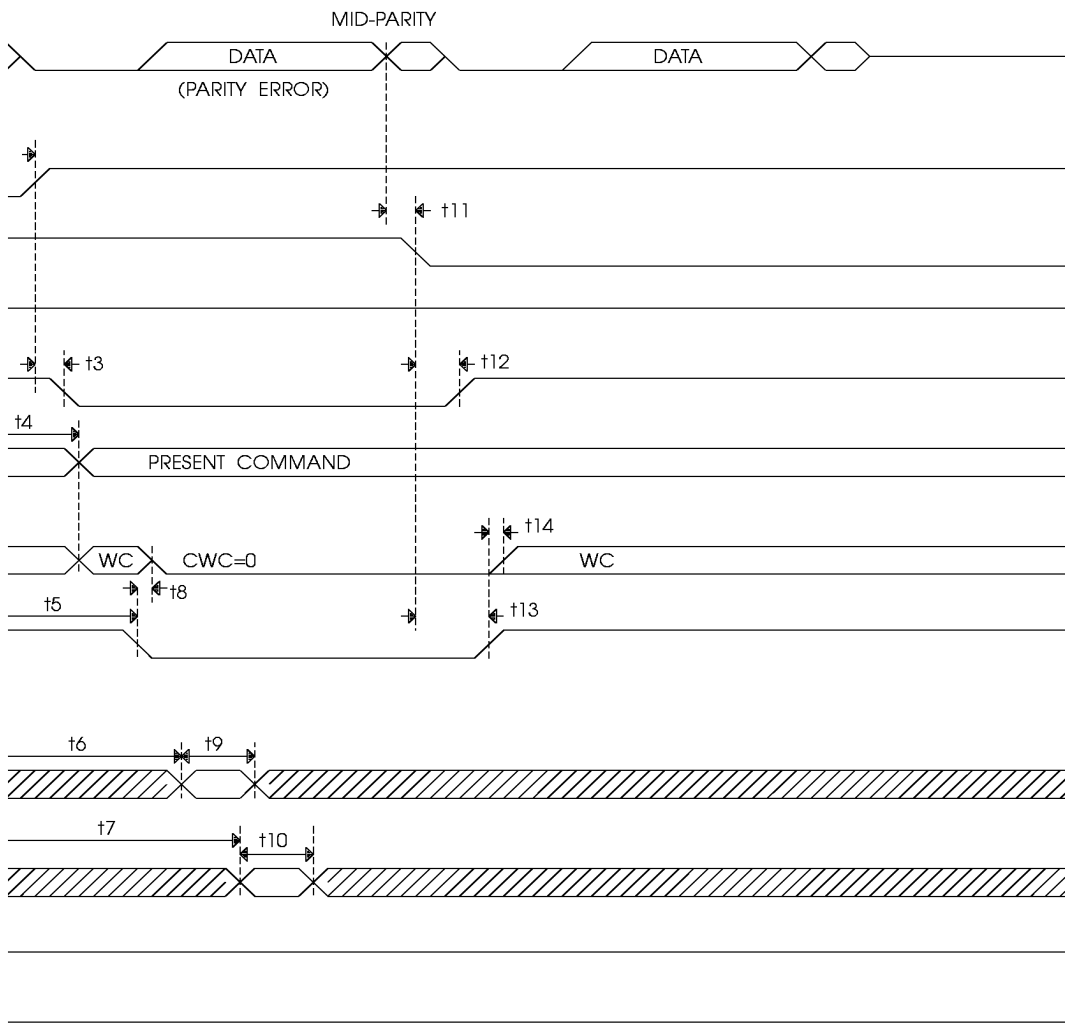 MID-PARITY
DATA DATA
(PARITY ERROR)
t11
t3 t12
t4
PRESENT COMMAND
t14
WC CWC=0 WC
t8
t5 t13
t6 t9
t7 t10